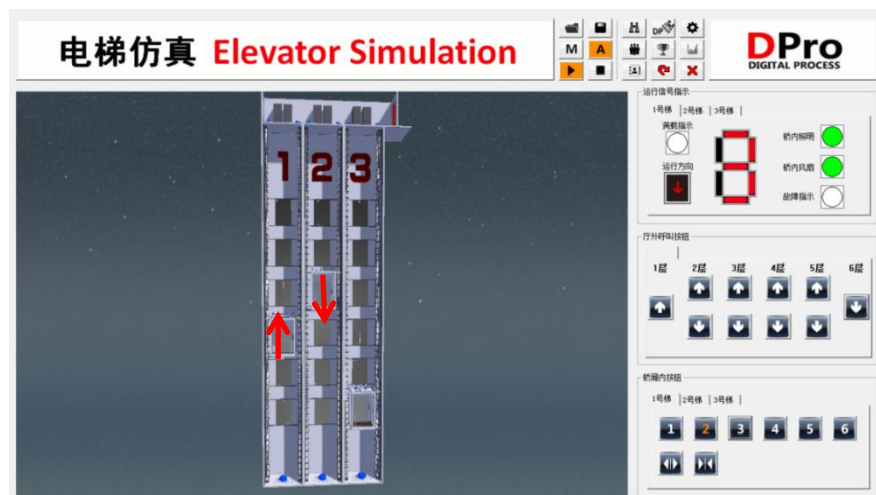 电梯仿真 Elevator Simulation
M A
DP
DPro
DIGITAL PROCESS
运行信号指示
1号梯 2号梯 3号梯
满载指示
轿内照明
运行方向
轿内风扇
故障指示
1 2 3
厅外呼叫按钮
1层 2层 3层 4层 5层 6层
轿厢内按钮
1号梯 2号梯 3号梯
1 2 3 4 5 6